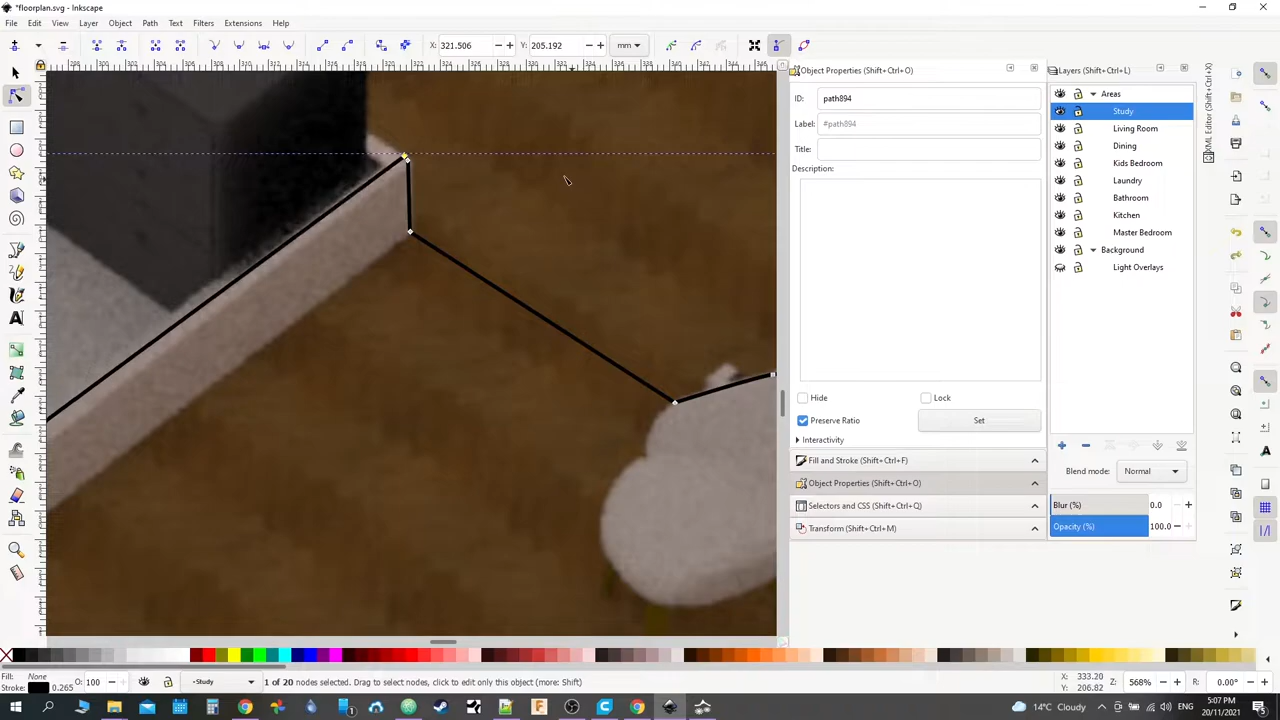 *floorplan.svg - Inkscape
File Edit View Layer Object Path Text Filters Extensions Help
X: 321.506 Y: 205.192 mm
Object Properties (Shift+Ctrl+O)
Layers (Shift+Ctrl+L)
ID: path894
Label: #path894
Title:
Description:
Hide Lock
Preserve Ratio Set
Interactivity
Fill and Stroke (Shift+Ctrl+F)
Object Properties (Shift+Ctrl+O)
Selectors and CSS (Shift+Ctrl+Q)
Transform (Shift+Ctrl+M)
Areas
Study
Living Room
Dining
Kids Bedroom
Laundry
Bathroom
Kitchen
Master Bedroom
Background
Light Overlays
Blend mode: Normal
Blur (%) 0.0
Opacity (%) 100.0
XML Editor (Shift+Ctrl+X)
Fill: None
Stroke: 0.265
O: 100
Study
1 of 20 nodes selected. Drag to select nodes, click to edit only this object (more: Shift)
X: 333.20
Y: 206.82
Z: 568%
R: 0.00°
14°C Cloudy
ENG
5:07 PM
20/11/2021